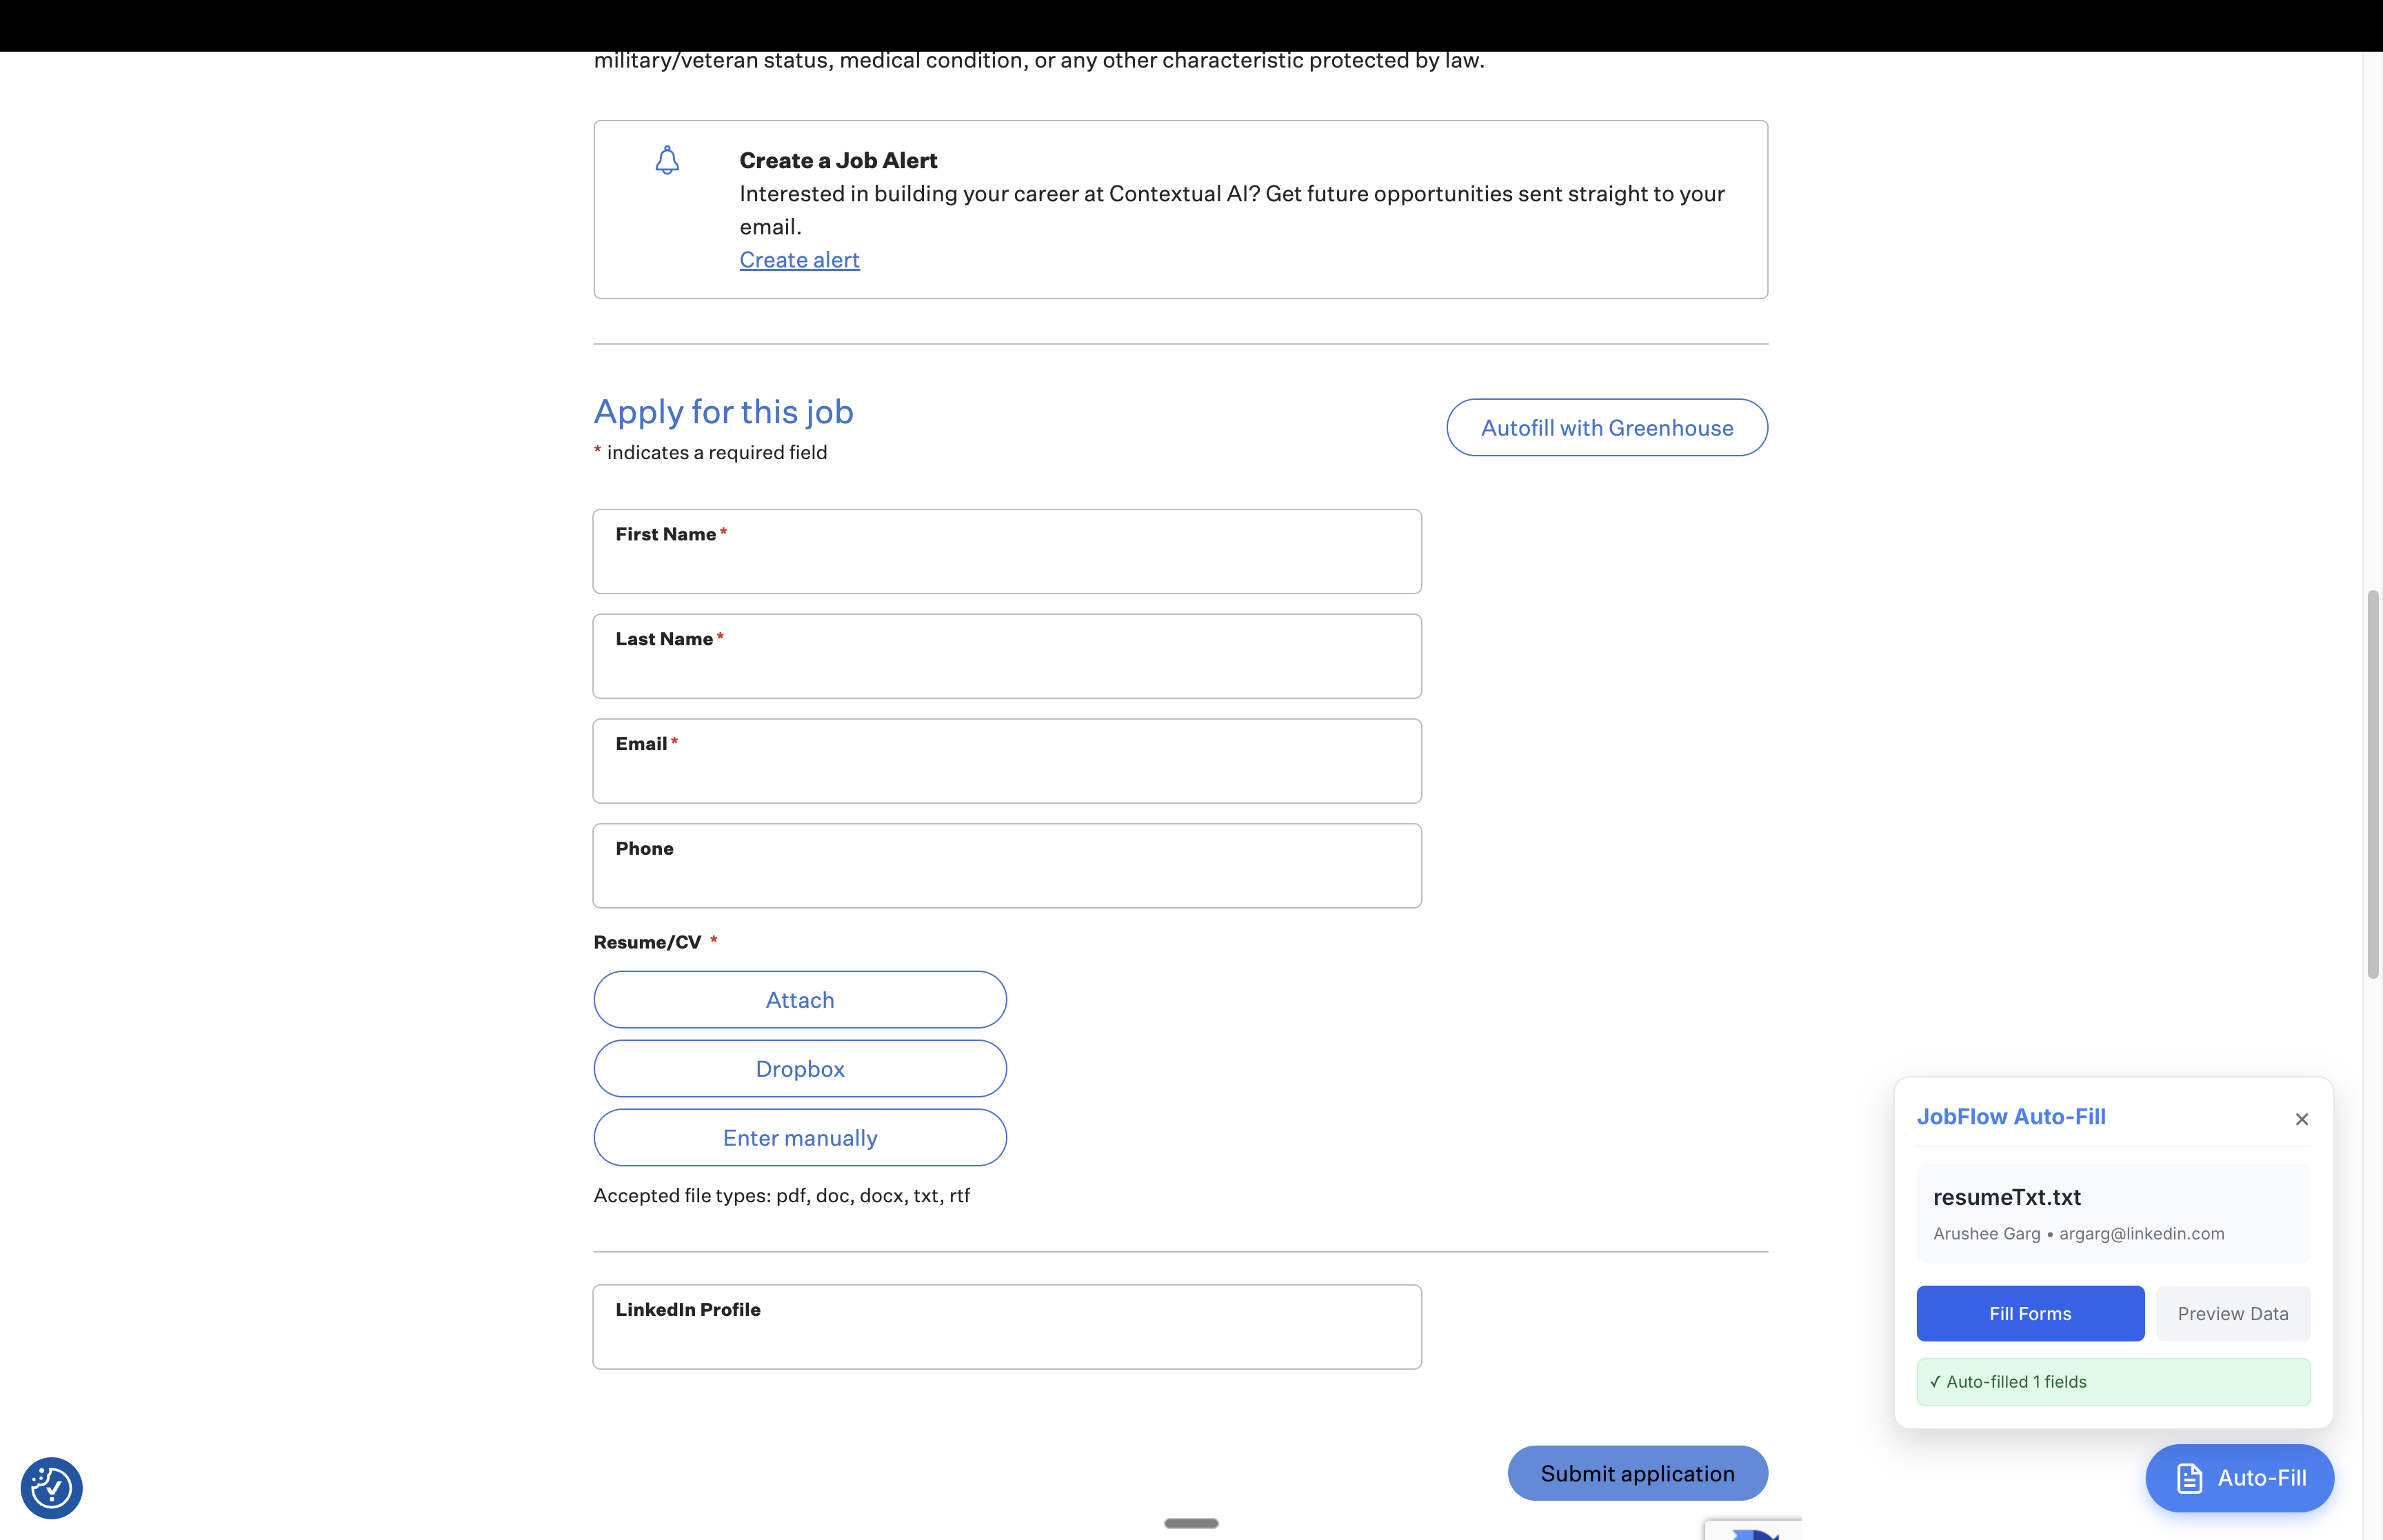 military/veteran status, medical condition, or any other characteristic protected by law.
Create a Job Alert
Interested in building your career at Contextual AI? Get future opportunities sent straight to your
email.
Create alert
Apply for this job
* indicates a required field
Autofill with Greenhouse
First Name*
Last Name*
Email*
Phone
Resume/CV *
Attach
Dropbox
Enter manually
Accepted file types: pdf, doc, docx, txt, rtf
LinkedIn Profile
Submit application
JobFlow Auto-Fill
×
resumeTxt.txt
Arushee Garg • argarg@linkedin.com
Fill Forms
Preview Data
✓ Auto-filled 1 fields
Auto-Fill